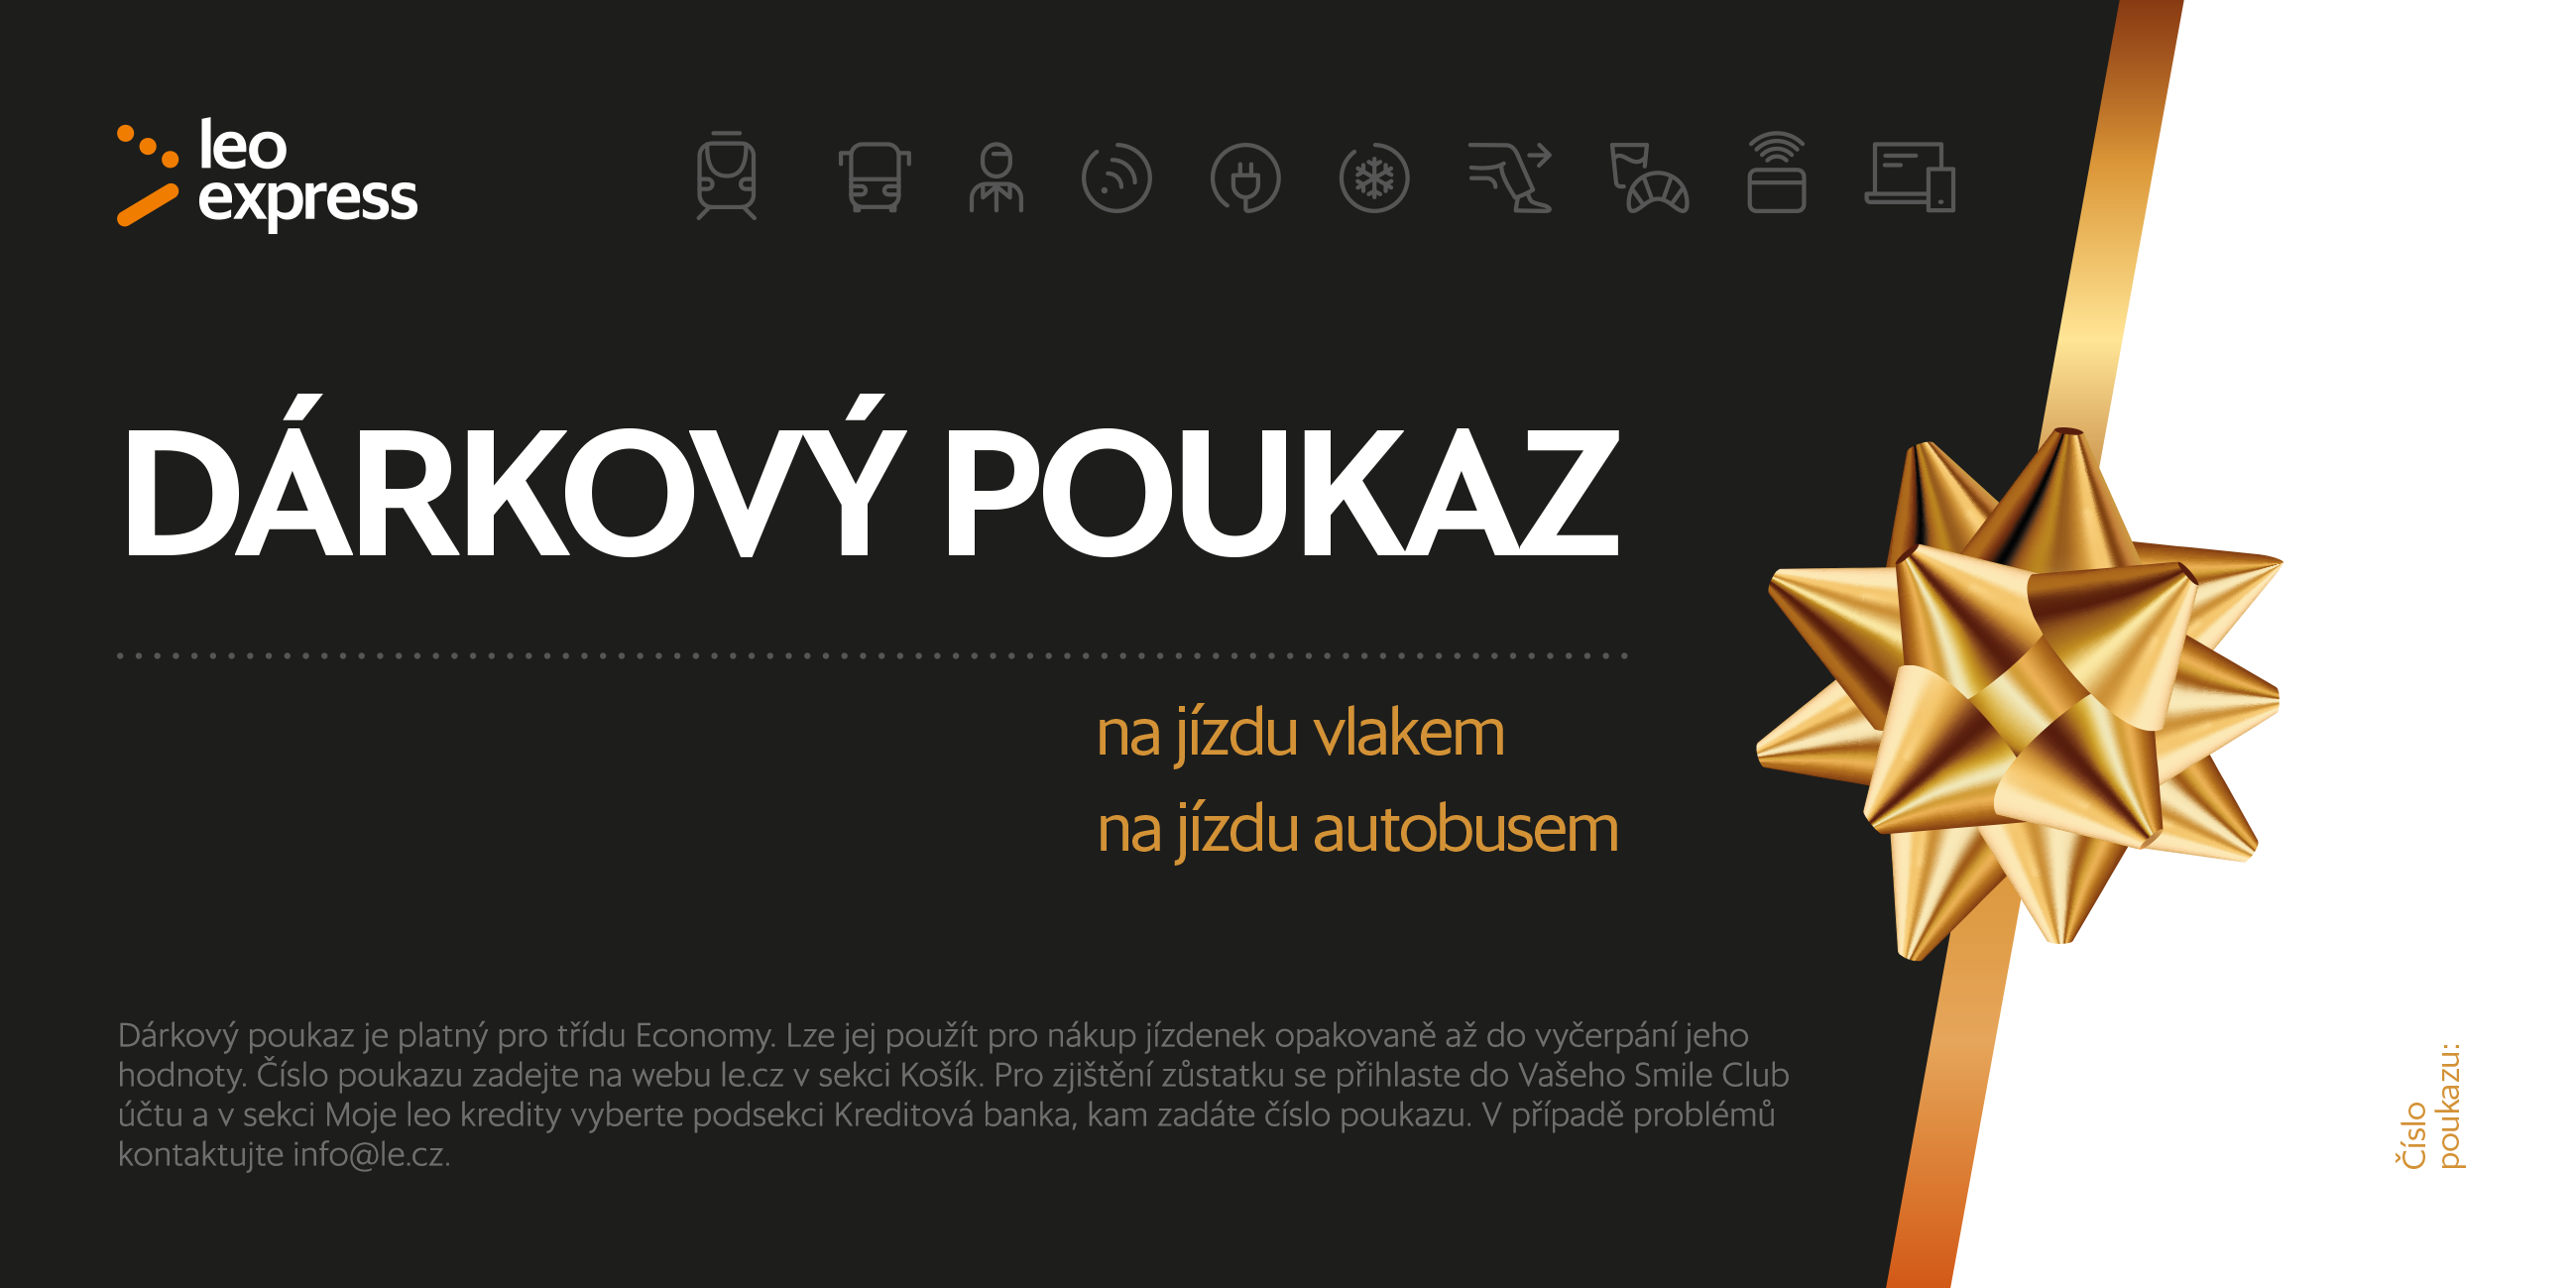 leo
express
DÁRKOVÝ POUKAZ
na jízdu vlakem
na jízdu autobusem
Dárkový poukaz je platný pro třídu Economy. Lze jej použít pro nákup jízdenek opakovaně až do vyčerpání jeho
hodnoty. Číslo poukazu zadejte na webu le.cz v sekci Košík. Pro zjištění zůstatku se přihlaste do Vašeho Smile Club
účtu a v sekci Moje leo kredity vyberte podsekci Kreditová banka, kam zadáte číslo poukazu. V případě problémů
kontaktujte info@le.cz.
Číslo
poukazu: